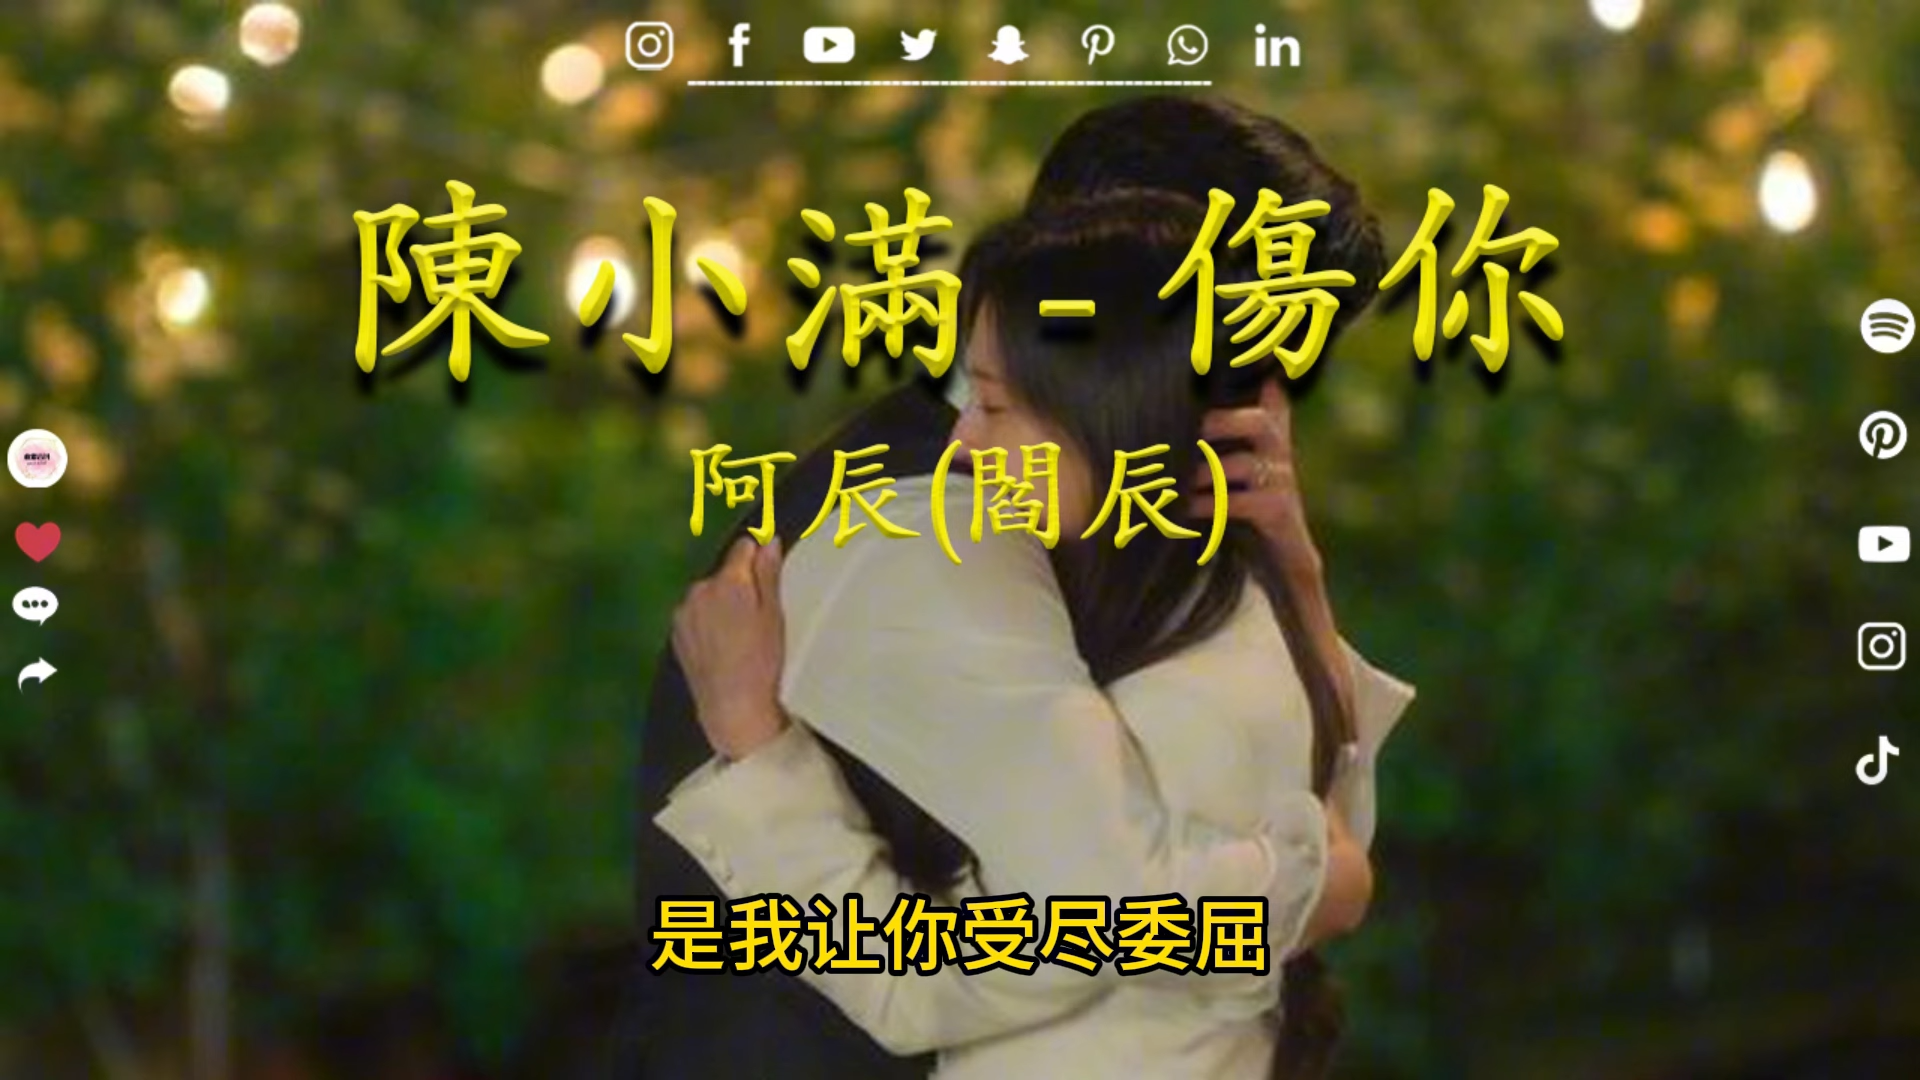 陳小滿 - 傷你
阿辰(閻辰)
是我让你受尽委屈